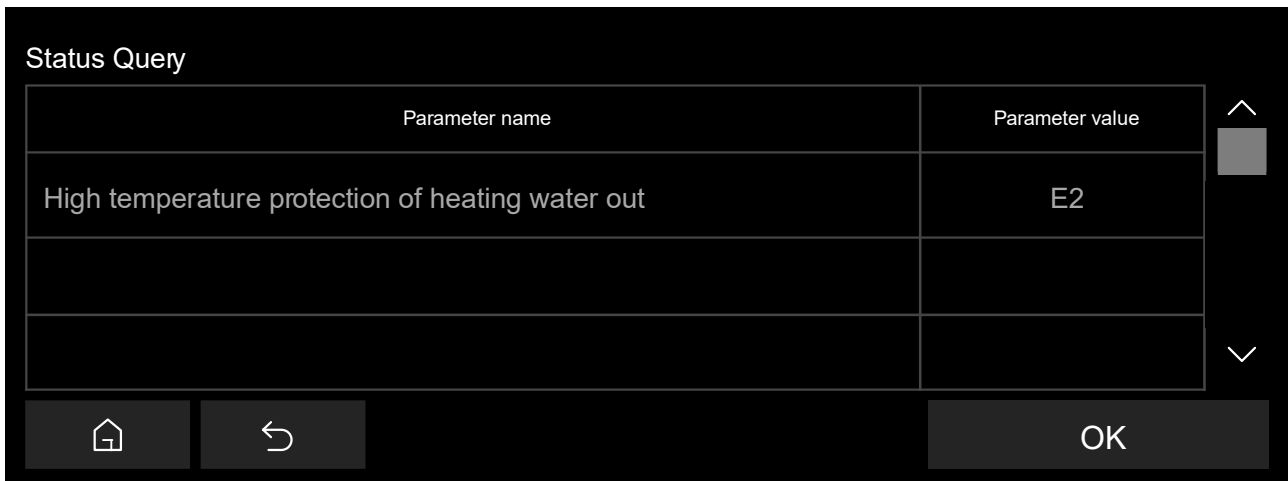 Status Query
Parameter name Parameter value
High temperature protection of heating water out E2
OK